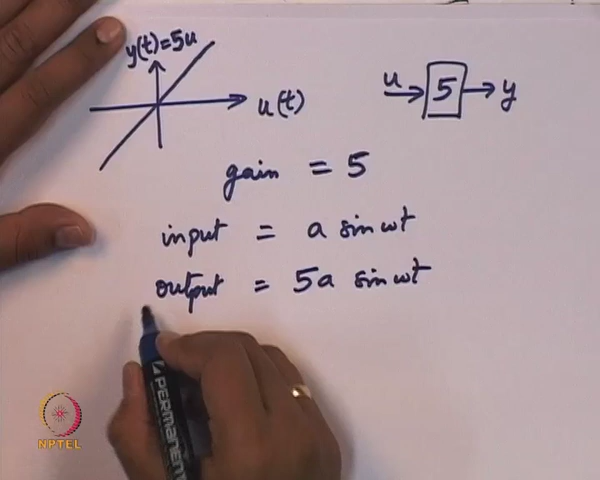 y(t)=5u
u(t)
u 5 y
gain = 5
input = a sin ωt
output = 5a sin ωt
PERMANENT
NPTEL